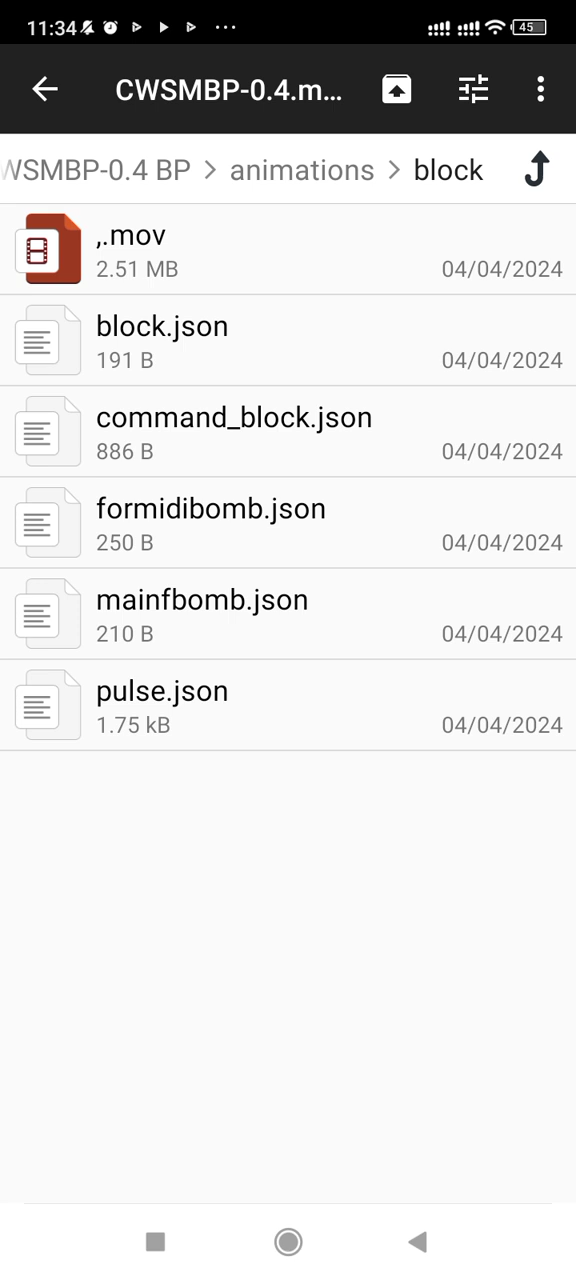 11:34
45
CWSMBP-0.4.m...
WSMBP-0.4 BP > animations > block
,.mov
2.51 MB 04/04/2024
block.json
191 B 04/04/2024
command_block.json
886 B 04/04/2024
formidibomb.json
250 B 04/04/2024
mainfbomb.json
210 B 04/04/2024
pulse.json
1.75 kB 04/04/2024